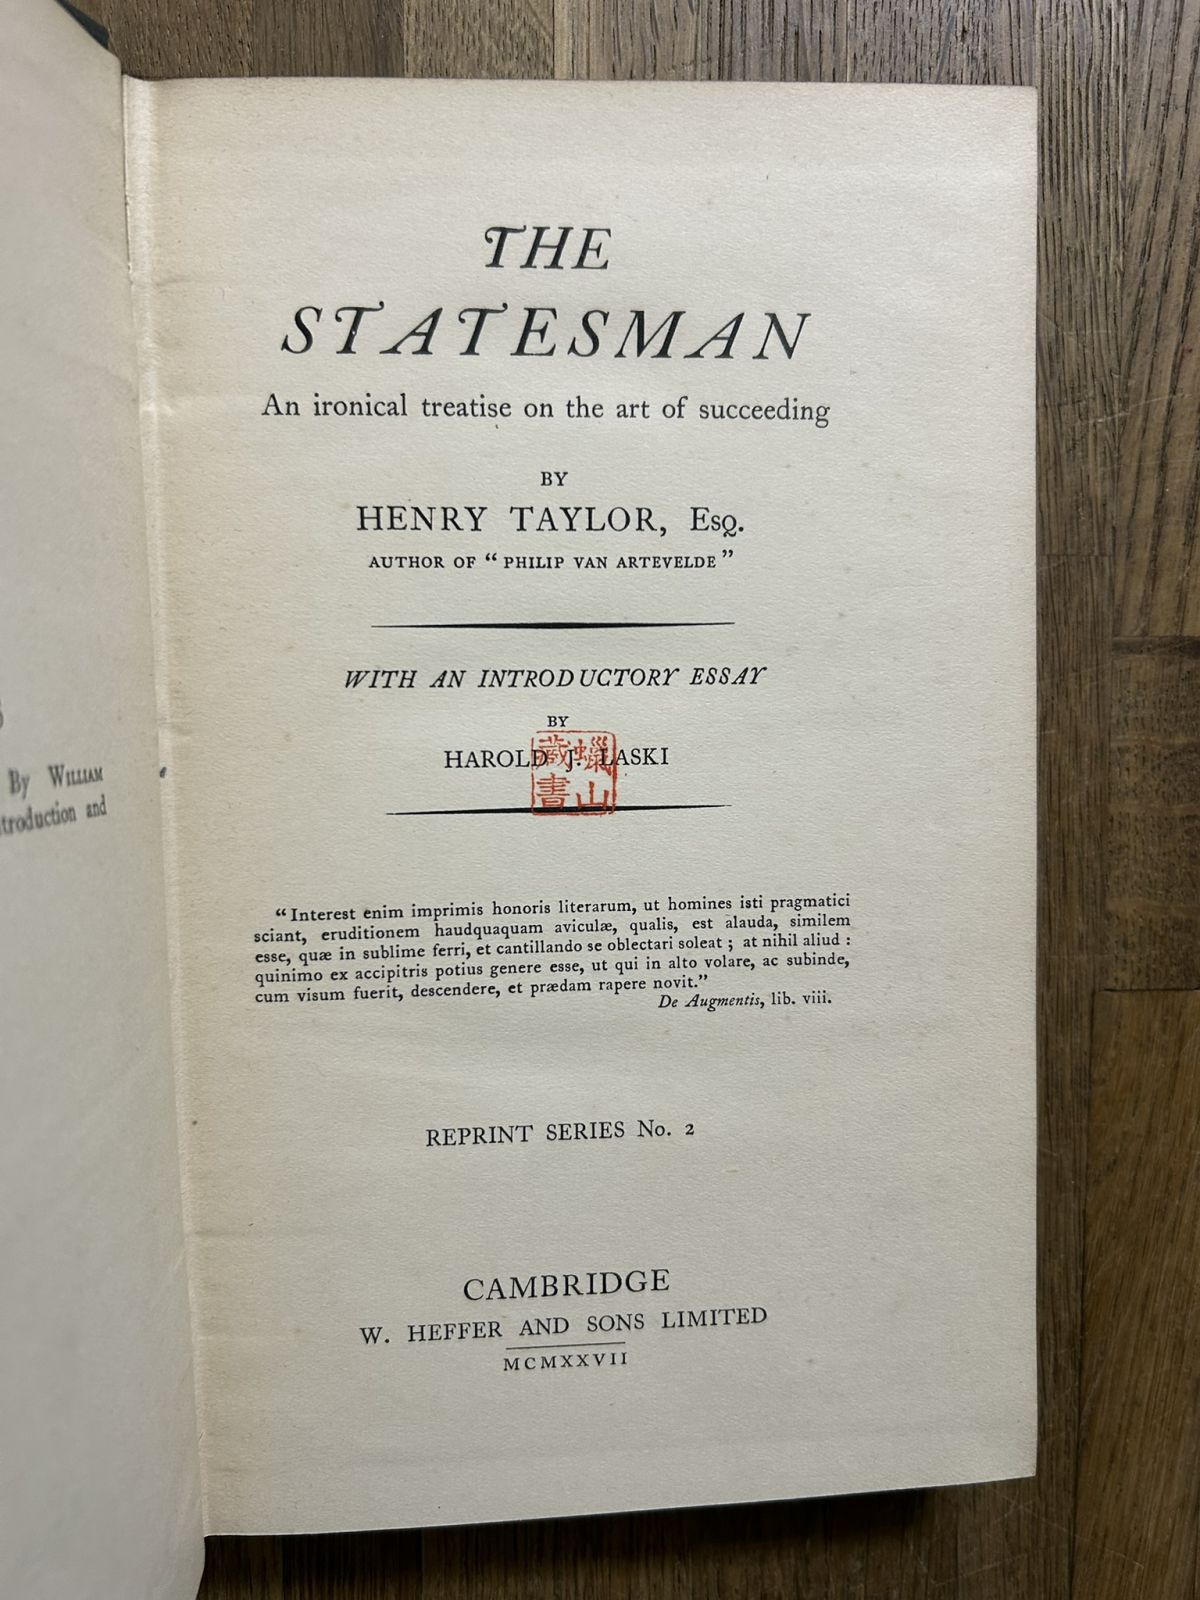 THE
STATESMAN
An ironical treatise on the art of succeeding
BY
HENRY TAYLOR, Esq.
AUTHOR OF “ PHILIP VAN ARTEVELDE ”
WITH AN INTRODUCTORY ESSAY
BY
HAROLD J. LASKI
蠟山
藏書
“Interest enim imprimis honoris literarum, ut homines isti pragmatici
sciant, eruditionem haudquaquam aviculæ, qualis, est alauda, similem
esse, quæ in sublime ferri, et cantillando se oblectari soleat ; at nihil aliud :
quinimo ex accipitris potius genere esse, ut qui in alto volare, ac subinde,
cum visum fuerit, descendere, et prædam rapere novit.”
De Augmentis, lib. viii.
REPRINT SERIES No. 2
CAMBRIDGE
W. HEFFER AND SONS LIMITED
MCMXXVII
By William
and